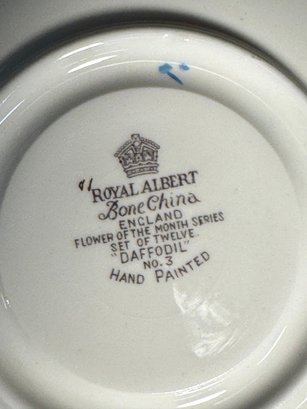 ROYAL ALBERT
Bone China
ENGLAND
FLOWER OF THE MONTH SERIES
SET OF TWELVE
"DAFFODIL"
NO. 3
HAND PAINTED